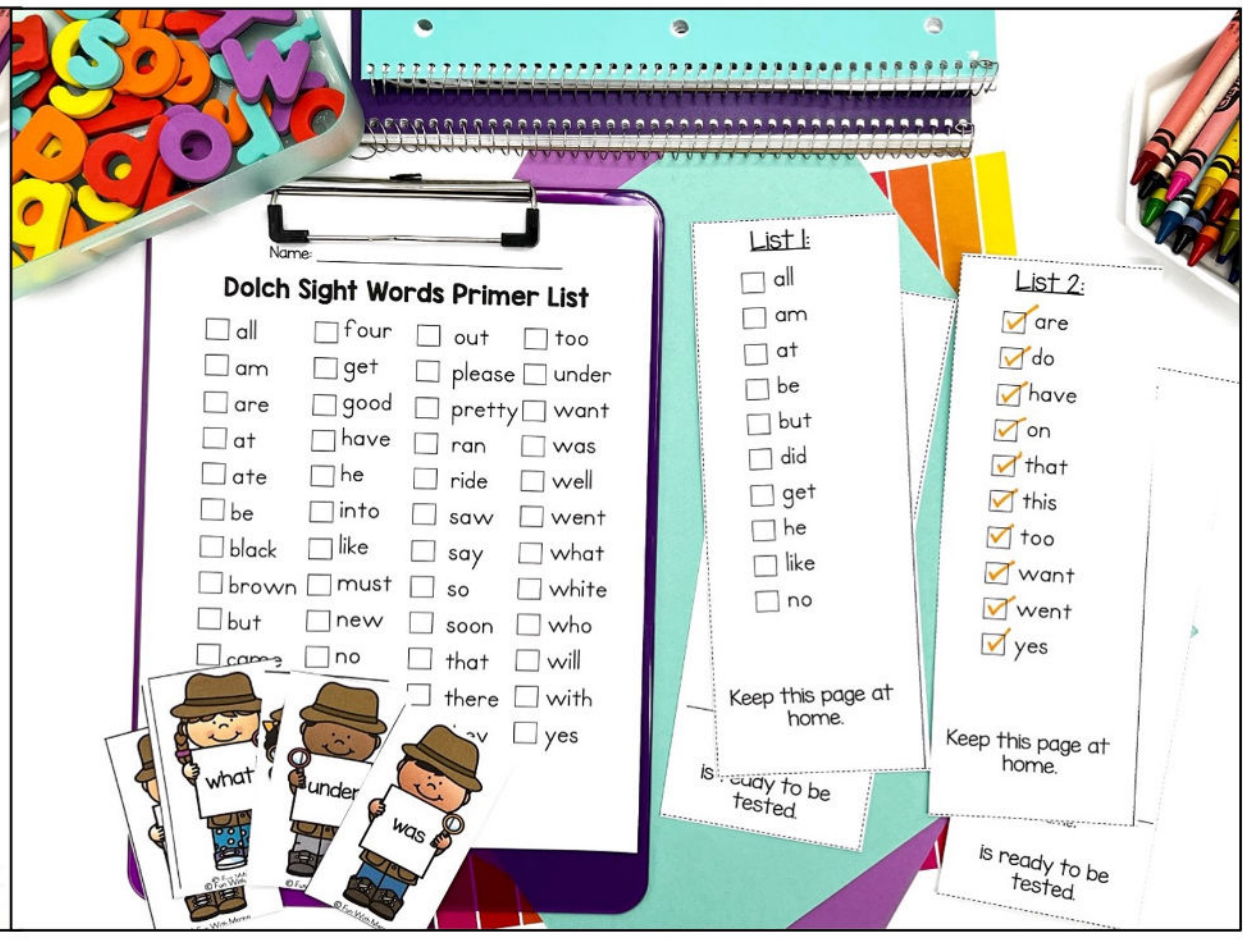 Name:
Dolch Sight Words Primer List
all
am
are
at
ate
be
black
brown
but
came
four
get
good
have
he
into
like
must
new
no
out
please
pretty
ran
ride
saw
say
so
soon
that
there
too
under
want
was
well
went
what
white
who
will
with
yes
what
under
was
© Fun With Mama
List 1:
all
am
at
be
but
did
get
he
like
no
Keep this page at
home.
is ready to be
tested.
List 2:
are
do
have
on
that
this
too
want
went
yes
Keep this page at
home.
is ready to be
tested.